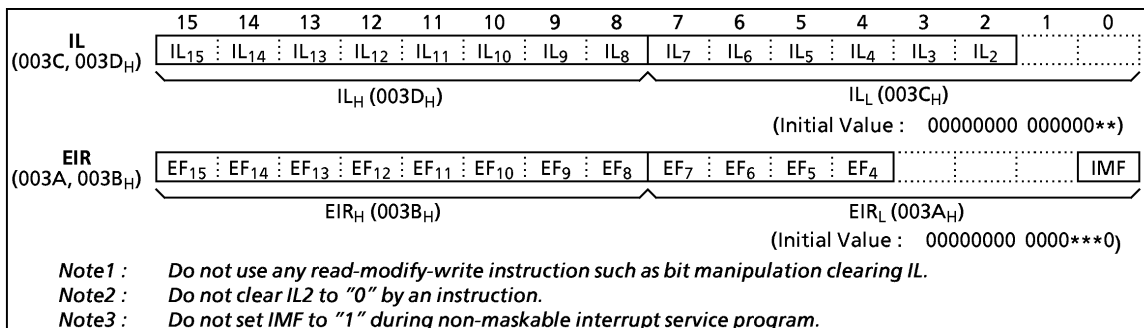 15 14 13 12 11 10 9 8 7 6 5 4 3 2 1 0
IL
(003C, 003DH)
IL15 IL14 IL13 IL12 IL11 IL10 IL9 IL8 IL7 IL6 IL5 IL4 IL3 IL2
ILH (003DH) ILL (003CH)
(Initial Value : 00000000 000000**)
EIR
(003A, 003BH)
EF15 EF14 EF13 EF12 EF11 EF10 EF9 EF8 EF7 EF6 EF5 EF4 IMF
EIRH (003BH) EIRL (003AH)
(Initial Value : 00000000 0000***0)
Note1 : Do not use any read-modify-write instruction such as bit manipulation clearing IL.
Note2 : Do not clear IL2 to "0" by an instruction.
Note3 : Do not set IMF to "1" during non-maskable interrupt service program.